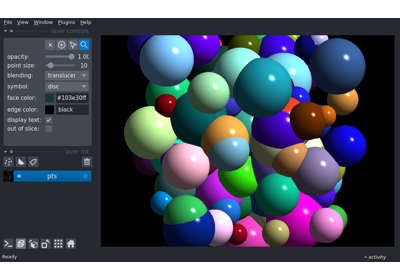 File View Window Plugins Help
layer controls
opacity: 1.00
point size: 10
blending: translucer
symbol: disc
face color: #103e30ff
edge color: black
display text:
out of slice:
layer list
pts
Ready activity